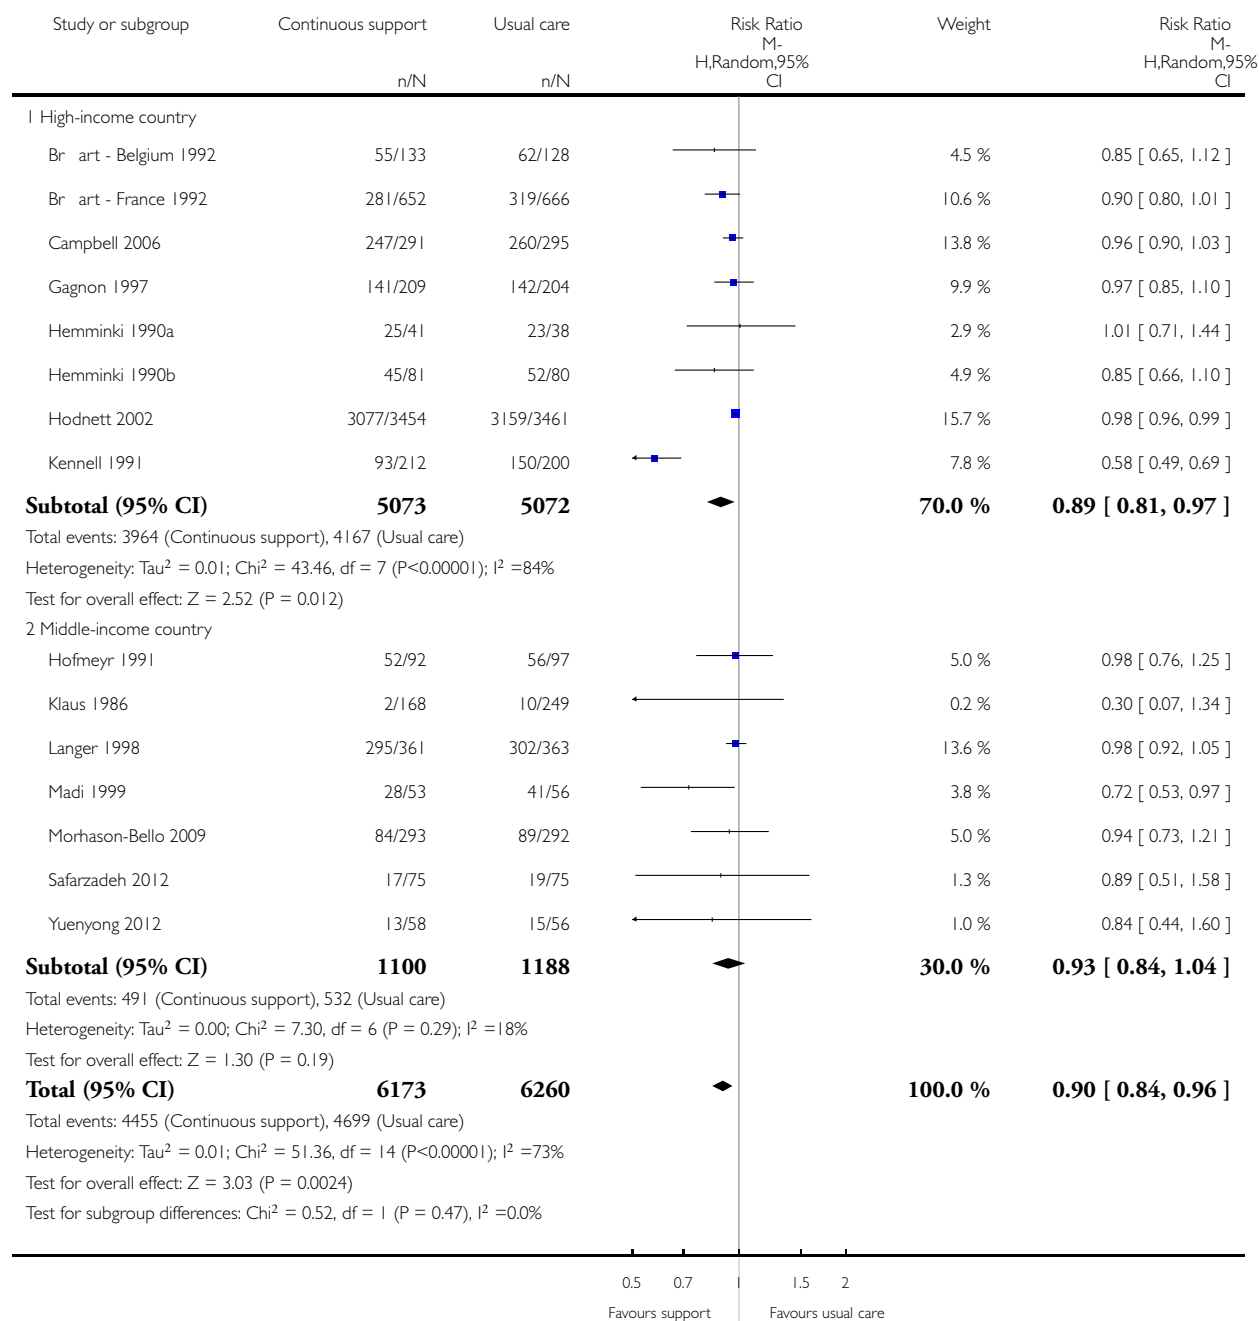 Study or subgroup Continuous support Usual care Risk Ratio Weight Risk Ratio
M- M-
H,Random,95% H,Random,95%
n/N n/N CI CI
1 High-income country
Br art - Belgium 1992 55/133 62/128 4.5 % 0.85 [ 0.65, 1.12 ]
Br art - France 1992 281/652 319/666 10.6 % 0.90 [ 0.80, 1.01 ]
Campbell 2006 247/291 260/295 13.8 % 0.96 [ 0.90, 1.03 ]
Gagnon 1997 141/209 142/204 9.9 % 0.97 [ 0.85, 1.10 ]
Hemminki 1990a 25/41 23/38 2.9 % 1.01 [ 0.71, 1.44 ]
Hemminki 1990b 45/81 52/80 4.9 % 0.85 [ 0.66, 1.10 ]
Hodnett 2002 3077/3454 3159/3461 15.7 % 0.98 [ 0.96, 0.99 ]
Kennell 1991 93/212 150/200 7.8 % 0.58 [ 0.49, 0.69 ]
Subtotal (95% CI) 5073 5072 70.0 % 0.89 [ 0.81, 0.97 ]
Total events: 3964 (Continuous support), 4167 (Usual care)
Heterogeneity: Tau² = 0.01; Chi² = 43.46, df = 7 (P<0.00001); I² =84%
Test for overall effect: Z = 2.52 (P = 0.012)
2 Middle-income country
Hofmeyr 1991 52/92 56/97 5.0 % 0.98 [ 0.76, 1.25 ]
Klaus 1986 2/168 10/249 0.2 % 0.30 [ 0.07, 1.34 ]
Langer 1998 295/361 302/363 13.6 % 0.98 [ 0.92, 1.05 ]
Madi 1999 28/53 41/56 3.8 % 0.72 [ 0.53, 0.97 ]
Morhason-Bello 2009 84/293 89/292 5.0 % 0.94 [ 0.73, 1.21 ]
Safarzadeh 2012 17/75 19/75 1.3 % 0.89 [ 0.51, 1.58 ]
Yuenyong 2012 13/58 15/56 1.0 % 0.84 [ 0.44, 1.60 ]
Subtotal (95% CI) 1100 1188 30.0 % 0.93 [ 0.84, 1.04 ]
Total events: 491 (Continuous support), 532 (Usual care)
Heterogeneity: Tau² = 0.00; Chi² = 7.30, df = 6 (P = 0.29); I² =18%
Test for overall effect: Z = 1.30 (P = 0.19)
Total (95% CI) 6173 6260 100.0 % 0.90 [ 0.84, 0.96 ]
Total events: 4455 (Continuous support), 4699 (Usual care)
Heterogeneity: Tau² = 0.01; Chi² = 51.36, df = 14 (P<0.00001); I² =73%
Test for overall effect: Z = 3.03 (P = 0.0024)
Test for subgroup differences: Chi² = 0.52, df = 1 (P = 0.47), I² =0.0%
0.5 0.7 1 1.5 2
Favours support Favours usual care